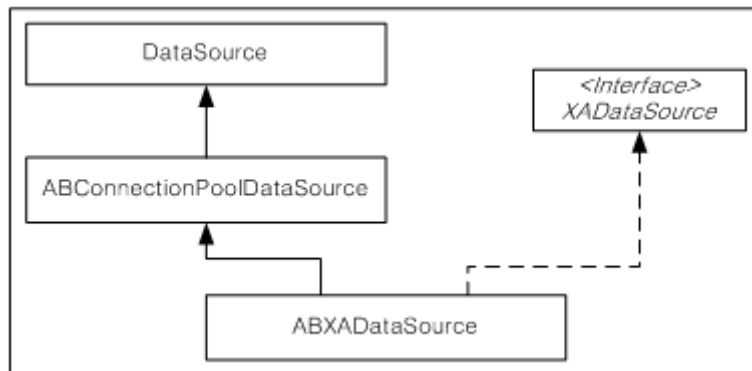 DataSource
<Interface>
XADataSource
ABConnectionPoolDataSource
ABXADataSource